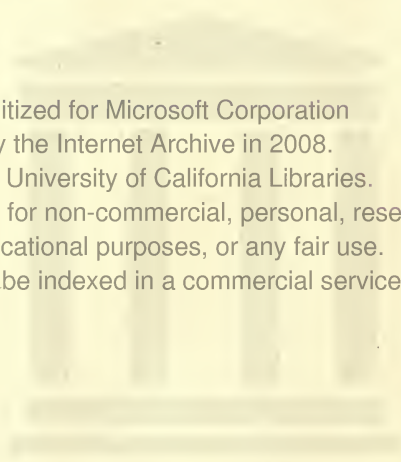 itized for Microsoft Corporation
y the Internet Archive in 2008.
University of California Libraries.
for non-commercial, personal, rese
cational purposes, or any fair use.
be indexed in a commercial service